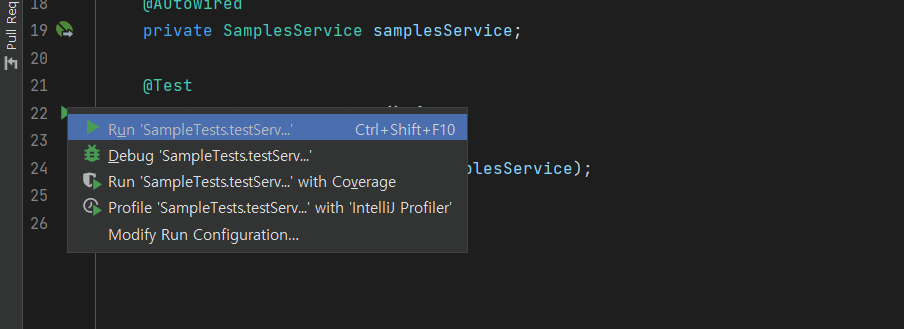 Pull Req
18 @Autowired
19 private SamplesService samplesService;
20
21 @Test
22
Run 'SampleTests.testServ...' Ctrl+Shift+F10
23
Debug 'SampleTests.testServ...'
24 plesService);
Run 'SampleTests.testServ...' with Coverage
25
Profile 'SampleTests.testServ...' with 'IntelliJ Profiler'
26
Modify Run Configuration...